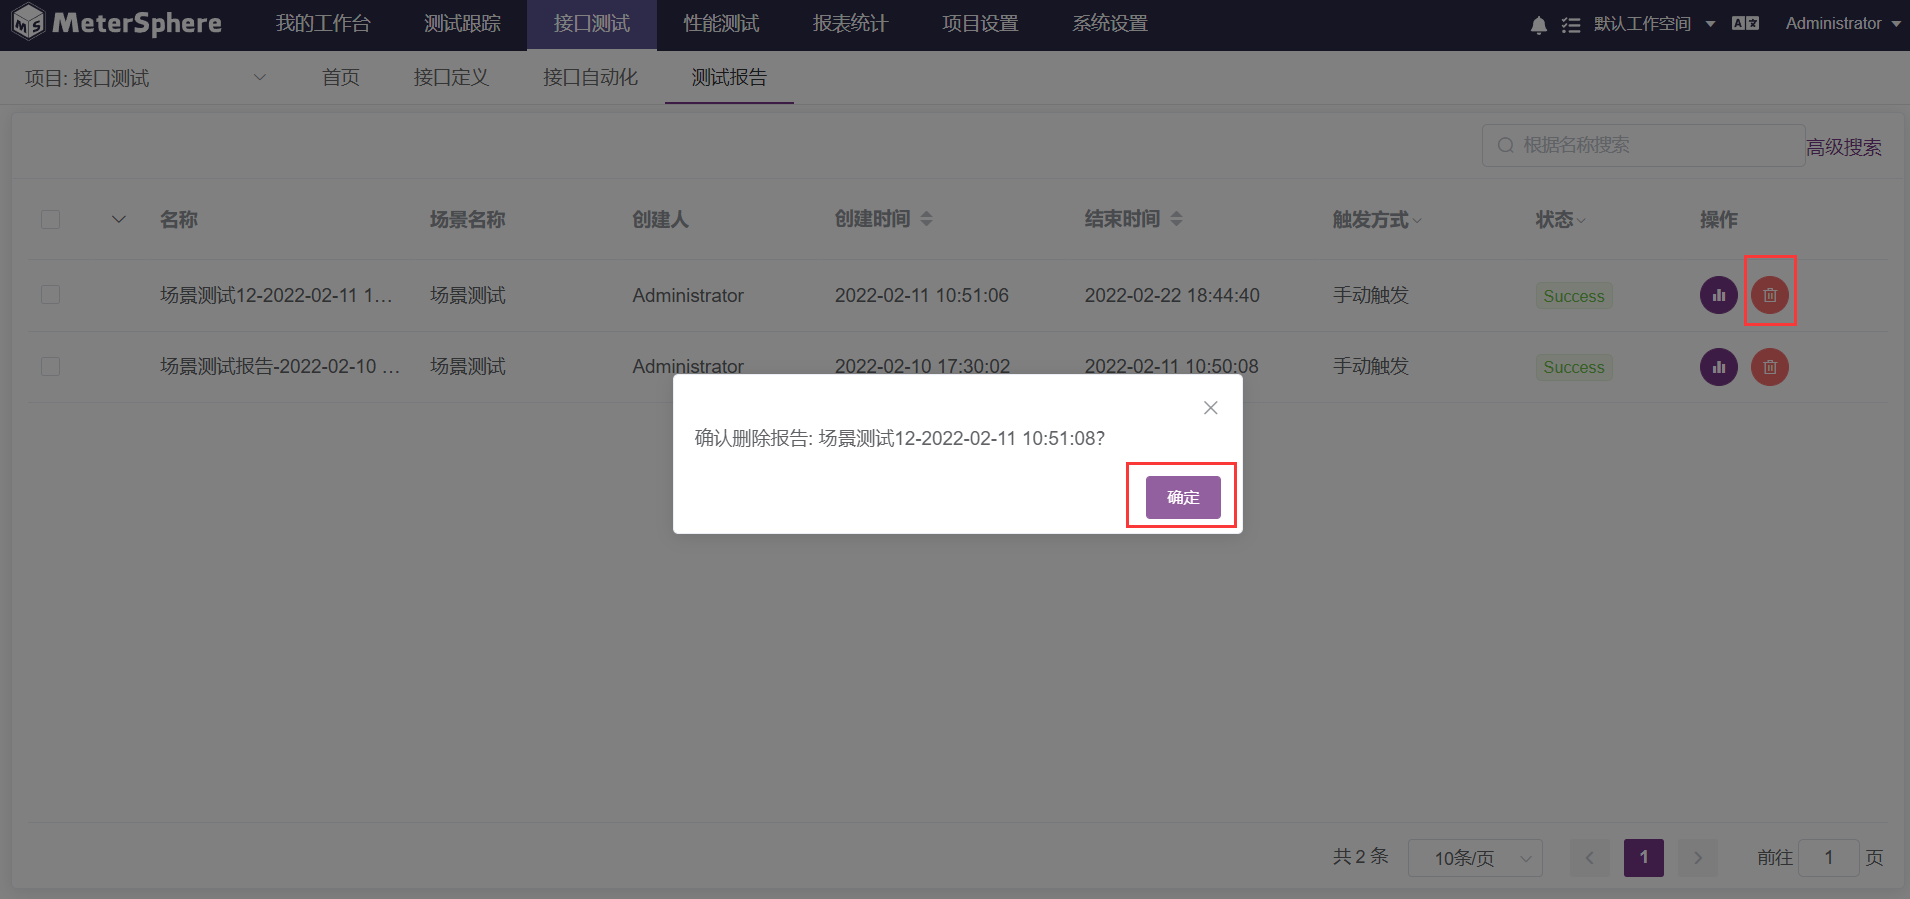 MeterSphere 我的工作台 测试跟踪 接口测试 性能测试 报表统计 项目设置 系统设置 默认工作空间 Administrator
项目: 接口测试 首页 接口定义 接口自动化 测试报告
根据名称搜索 高级搜索
名称 场景名称 创建人 创建时间 结束时间 触发方式 状态 操作
场景测试12-2022-02-11 1... 场景测试 Administrator 2022-02-11 10:51:06 2022-02-22 18:44:40 手动触发 Success
场景测试报告-2022-02-10 ... 场景测试 Administrator 2022-02-10 17:30:02 2022-02-11 10:50:08 手动触发 Success
确认删除报告: 场景测试12-2022-02-11 10:51:08?
确定
共 2 条 10条/页 1 前往 1 页